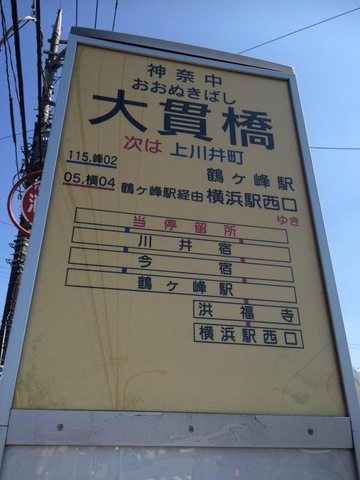 神奈中
おおぬきばし
大貫橋
次は 上川井町
115,峰02 鶴ヶ峰駅
05,横04 鶴ヶ峰駅経由 横浜駅西口
ゆき
当停留所
川井宿
今宿
鶴ヶ峰駅
洪福寺
横浜駅西口